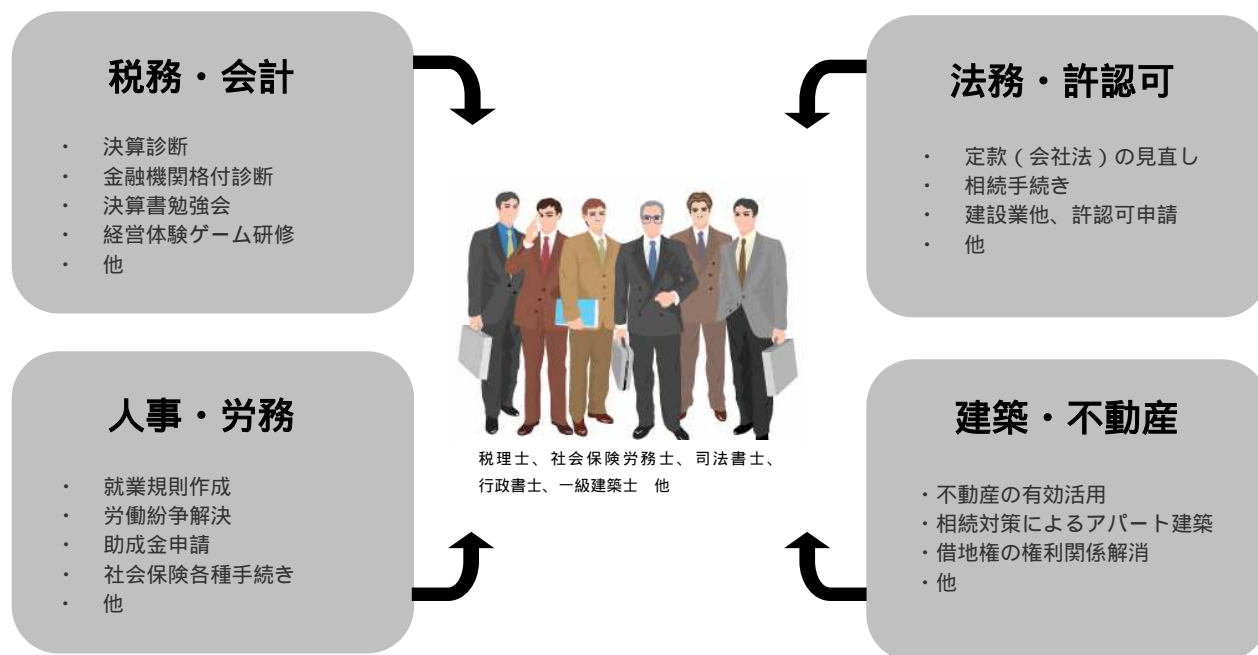 税務・会計
・ 決算診断
・ 金融機関格付診断
・ 決算書勉強会
・ 経営体験ゲーム研修
・ 他
法務・許認可
・ 定款（会社法）の見直し
・ 相続手続き
・ 建設業他、許認可申請
・ 他
税理士、社会保険労務士、司法書士、
行政書士、一級建築士　他
人事・労務
・ 就業規則作成
・ 労働紛争解決
・ 助成金申請
・ 社会保険各種手続き
・ 他
建築・不動産
・不動産の有効活用
・相続対策によるアパート建築
・借地権の権利関係解消
・他